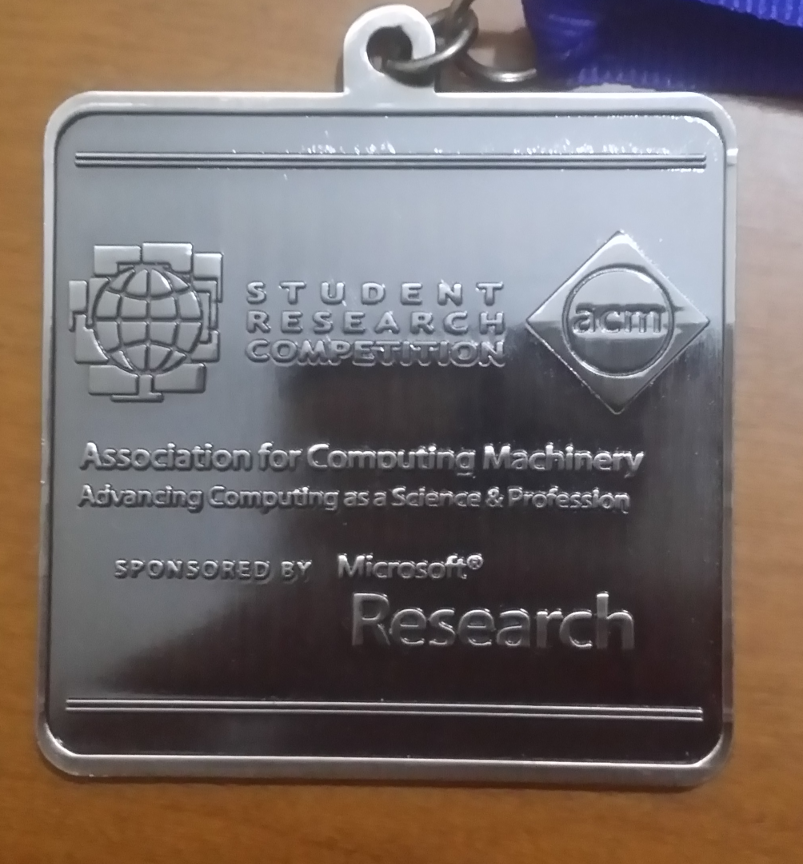 STUDENT
RESEARCH
COMPETITION
acm
Association for Computing Machinery
Advancing Computing as a Science & Profession
SPONSORED BY Microsoft®
Research